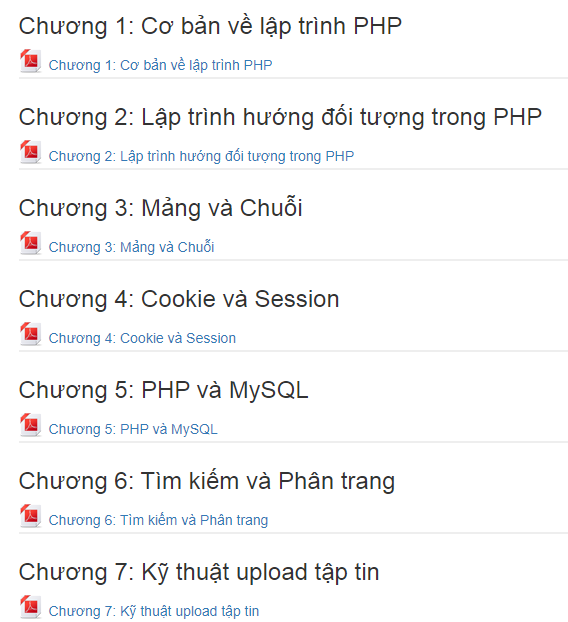 Chương 1: Cơ bản về lập trình PHP
Chương 1: Cơ bản về lập trình PHP
Chương 2: Lập trình hướng đối tượng trong PHP
Chương 2: Lập trình hướng đối tượng trong PHP
Chương 3: Mảng và Chuỗi
Chương 3: Mảng và Chuỗi
Chương 4: Cookie và Session
Chương 4: Cookie và Session
Chương 5: PHP và MySQL
Chương 5: PHP và MySQL
Chương 6: Tìm kiếm và Phân trang
Chương 6: Tìm kiếm và Phân trang
Chương 7: Kỹ thuật upload tập tin
Chương 7: Kỹ thuật upload tập tin